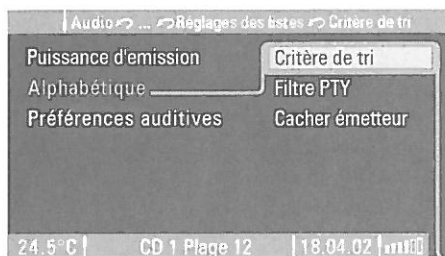 Audio ... Réglages des listes Critère de tri
Puissance d'emission Critère de tri
Alphabétique Filtre PTY
Préférences auditives Cacher émetteur
24.5°C CD 1 Plage 12 18.04.02